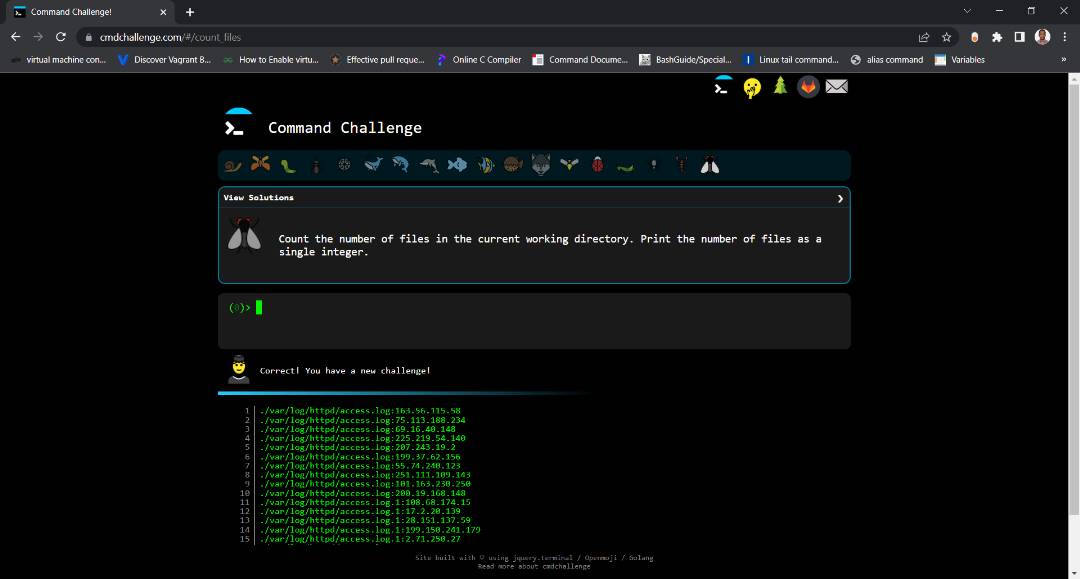 Command Challenge!
cmdchallenge.com/#/count_files
virtual machine con... Discover Vagrant B... How to Enable virtu... Effective pull reque... Online C Compiler Command Docume... BashGuide/Special... Linux tail command... alias command Variables »
Command Challenge
View Solutions
Count the number of files in the current working directory. Print the number of files as a
single integer.
(0)>
Correct! You have a new challenge!
1 ./var/log/httpd/access.log:163.56.115.58
2 ./var/log/httpd/access.log:75.113.188.234
3 ./var/log/httpd/access.log:69.16.40.148
4 ./var/log/httpd/access.log:225.219.54.140
5 ./var/log/httpd/access.log:207.243.19.2
6 ./var/log/httpd/access.log:199.37.62.156
7 ./var/log/httpd/access.log:55.74.240.123
8 ./var/log/httpd/access.log:251.111.109.143
9 ./var/log/httpd/access.log:101.163.230.250
10 ./var/log/httpd/access.log:200.19.168.148
11 ./var/log/httpd/access.log.1:108.68.174.15
12 ./var/log/httpd/access.log.1:17.2.20.139
13 ./var/log/httpd/access.log.1:28.151.137.59
14 ./var/log/httpd/access.log.1:199.150.241.179
15 ./var/log/httpd/access.log.1:2.71.250.27
Site built with ♡ using jquery.terminal / Openmoji / Golang
Read more about cmdchallenge